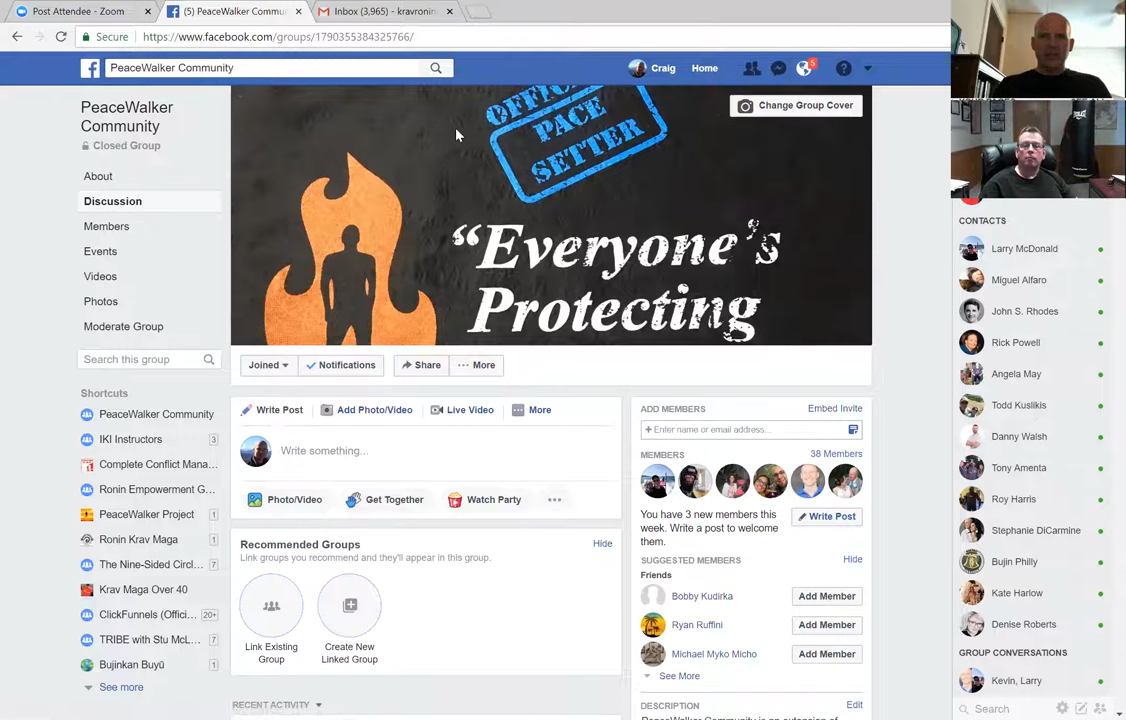 Post Attendee - Zoom
(5) PeaceWalker Commu
Inbox (3,965) - kravronin
Secure
https://www.facebook.com/groups/1790355384325766/
PeaceWalker Community
Craig
Home
5
PeaceWalker
Community
Closed Group
About
Discussion
Members
Events
Videos
Photos
Moderate Group
Search this group
Shortcuts
PeaceWalker Community
IKI Instructors 3
Complete Conflict Mana...
Ronin Empowerment G...
PeaceWalker Project 1
Ronin Krav Maga 1
The Nine-Sided Circl... 7
Krav Maga Over 40
ClickFunnels (Offici... 20+
TRIBE with Stu McL... 7
Bujinkan Buyū 1
See more
Change Group Cover
PACE
SETTER
“Everyone's
Protecting
Joined
Notifications
Share
More
Write Post
Add Photo/Video
Live Video
More
Write something...
Photo/Video
Get Together
Watch Party
Recommended Groups
Hide
Link groups you recommend and they'll appear in this group.
Link Existing
Group
Create New
Linked Group
RECENT ACTIVITY
ADD MEMBERS
Embed Invite
Enter name or email address...
MEMBERS
38 Members
You have 3 new members this
week. Write a post to welcome
them.
Write Post
SUGGESTED MEMBERS
Hide
Friends
Bobby Kudirka
Add Member
Ryan Ruffini
Add Member
Michael Myko Micho
Add Member
See More
DESCRIPTION
Edit
PeaceWalker Community is an extension of
EVERLAST
CONTACTS
Larry McDonald
Miguel Alfaro
John S. Rhodes
Rick Powell
Angela May
Todd Kuslikis
Danny Walsh
Tony Amenta
Roy Harris
Stephanie DiCarmine
Bujin Philly
Kate Harlow
Denise Roberts
GROUP CONVERSATIONS
Kevin, Larry
Search